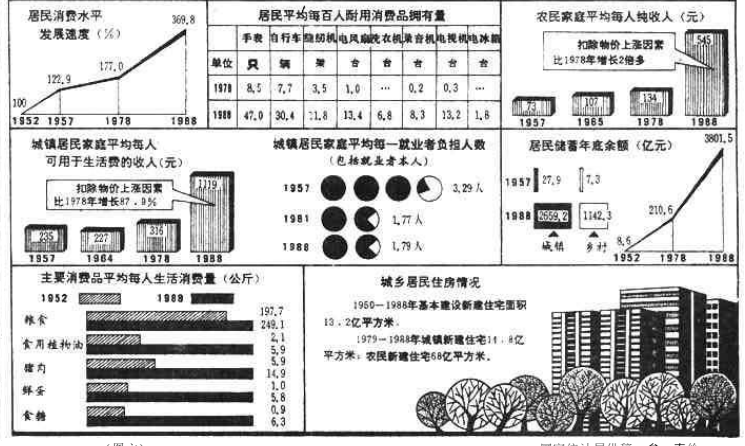 居民消费水平
发展速度(%)
369.8
177.0
122.9
100
1952 1957 1978 1988
居民平均每百人耐用消费品拥有量
手表 自行车 缝纫机 电风扇 洗衣机 录音机 电视机 电冰箱
单位 只 辆 架 台 台 台 台 台
1978 8.5 7.7 3.5 1.0 … 0.2 0.3 …
1988 47.0 30.4 11.8 13.4 6.8 8.3 13.2 1.8
农民家庭平均每人纯收入(元)
扣除物价上涨因素
比1978年增长2倍多
73 107 134 545
1957 1965 1978 1988
城镇居民家庭平均每人
可用于生活费的收入(元)
扣除物价上涨因素
比1978年增长87.9%
235 227 316 1119
1957 1964 1978 1988
城镇居民家庭平均每一就业者负担人数
(包括就业者本人)
1957 3.29人
1981 1.77人
1988 1.79人
居民储蓄年底余额(亿元)
1957 27.9 7.3
1988 2659.2 1142.3
城镇 乡村
3801.5
210.6
8.6
1952 1978 1988
主要消费品平均每人生活消费量(公斤)
1952 1988
粮食 197.7
249.1
食用植物油 2.1
5.9
猪肉 5.9
14.9
鲜蛋 1.0
5.8
食糖 0.9
6.3
城乡居民住房情况
1950—1988年基本建设新建住宅面积
13.2亿平方米.
1979—1988年城镇新建住宅14.8亿
平方米;农民新建住宅68亿平方米.